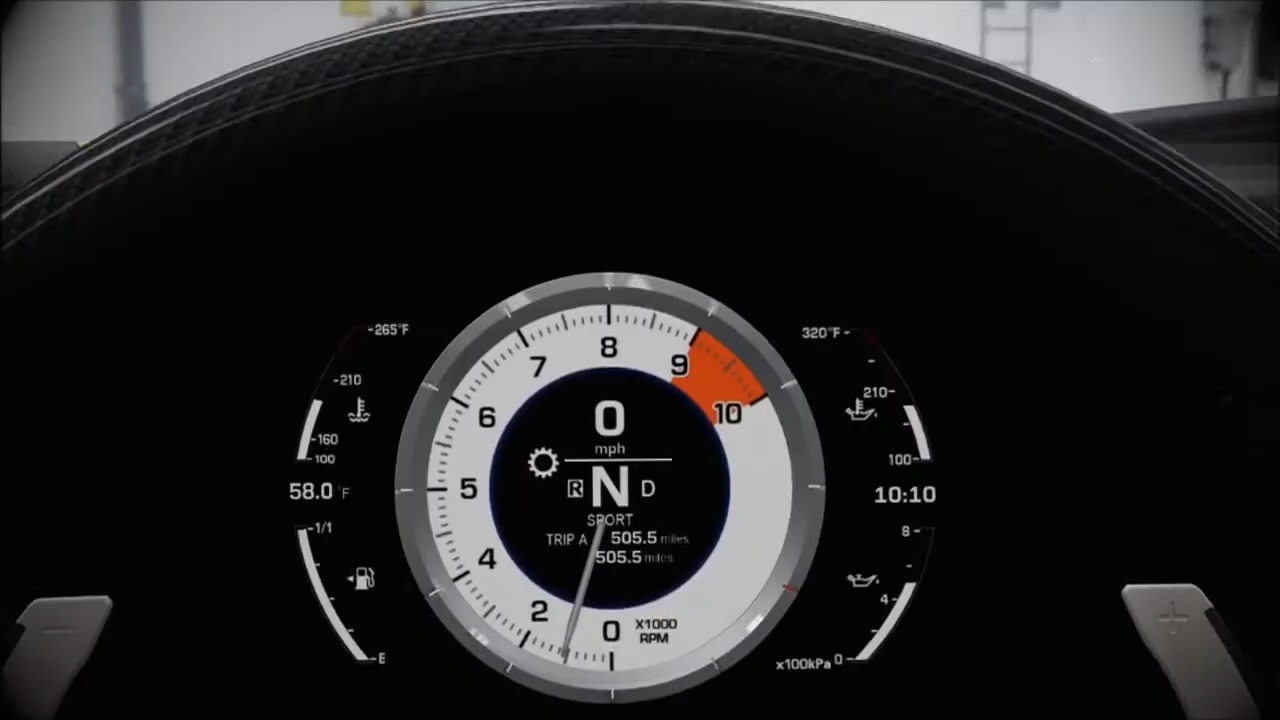 265°F
210
160
100
58.0 °F
1/1
E
8
7
9
6
10
5
4
2
0
X1000
RPM
0
mph
R N D
SPORT
TRIP A 505.5 miles
505.5 miles
320°F
210
100
10:10
8
4
x100kPa 0
- +